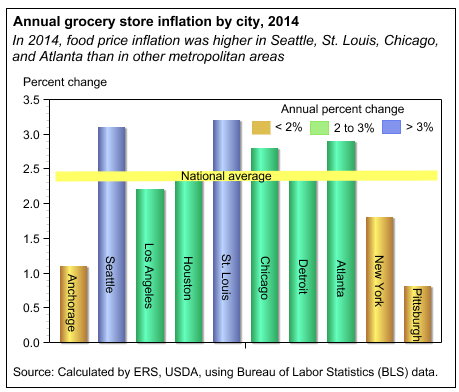 Annual grocery store inflation by city, 2014
In 2014, food price inflation was higher in Seattle, St. Louis, Chicago,
and Atlanta than in other metropolitan areas
Percent change
Annual percent change
< 2%
2 to 3%
> 3%
3.5
3.0
2.5
2.0
1.5
1.0
0.5
0.0
National average
Anchorage
Seattle
Los Angeles
Houston
St. Louis
Chicago
Detroit
Atlanta
New York
Pittsburgh
Source: Calculated by ERS, USDA, using Bureau of Labor Statistics (BLS) data.